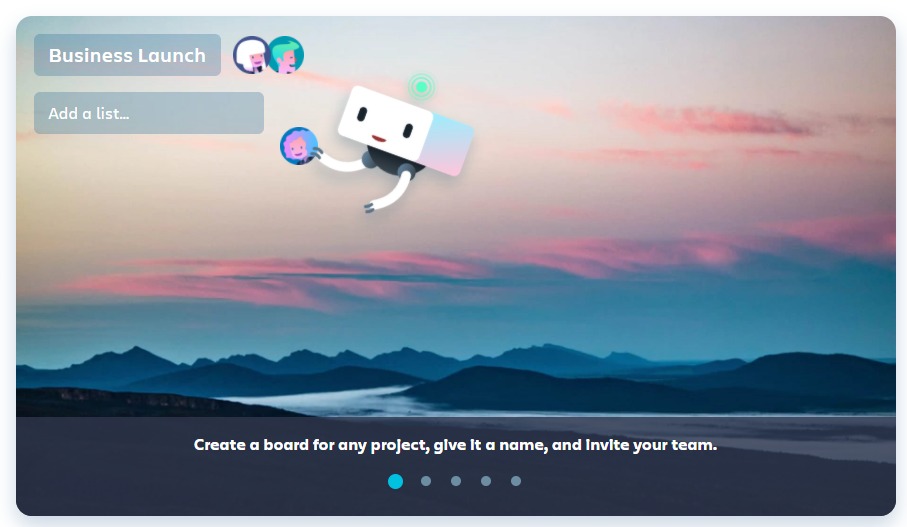 Business Launch
Add a list...
Create a board for any project, give it a name, and invite your team.